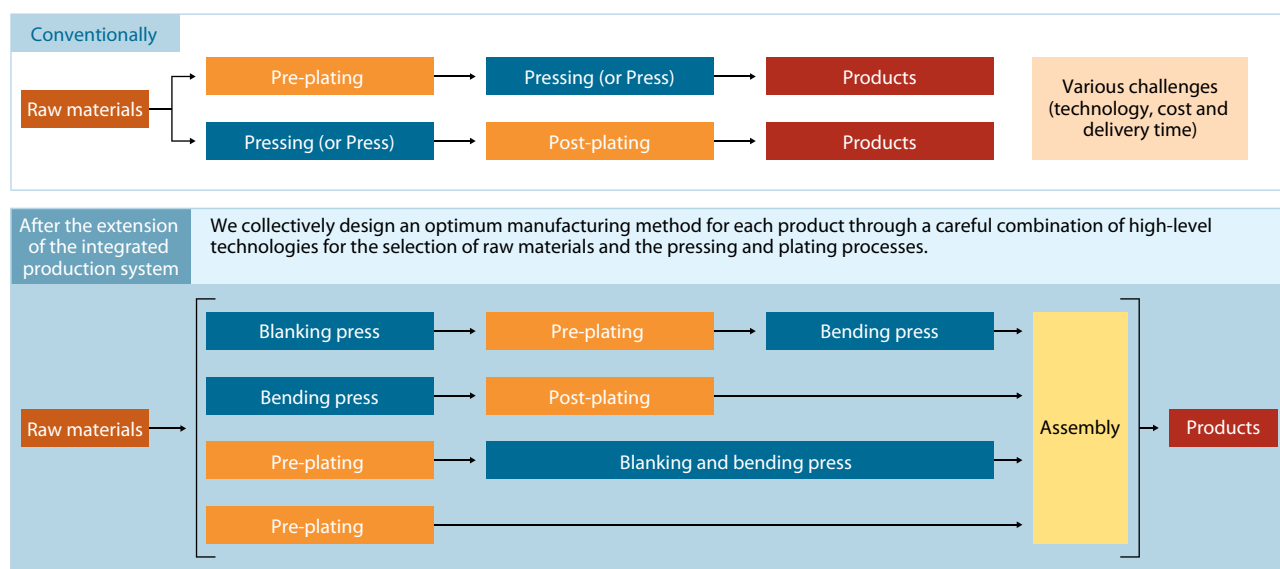 Conventionally
Raw materials
Pre-plating
Pressing (or Press)
Products
Pressing (or Press)
Post-plating
Products
Various challenges
(technology, cost and
delivery time)
After the extension
of the integrated
production system
We collectively design an optimum manufacturing method for each product through a careful combination of high-level
technologies for the selection of raw materials and the pressing and plating processes.
Raw materials
Blanking press
Pre-plating
Bending press
Bending press
Post-plating
Pre-plating
Blanking and bending press
Pre-plating
Assembly
Products